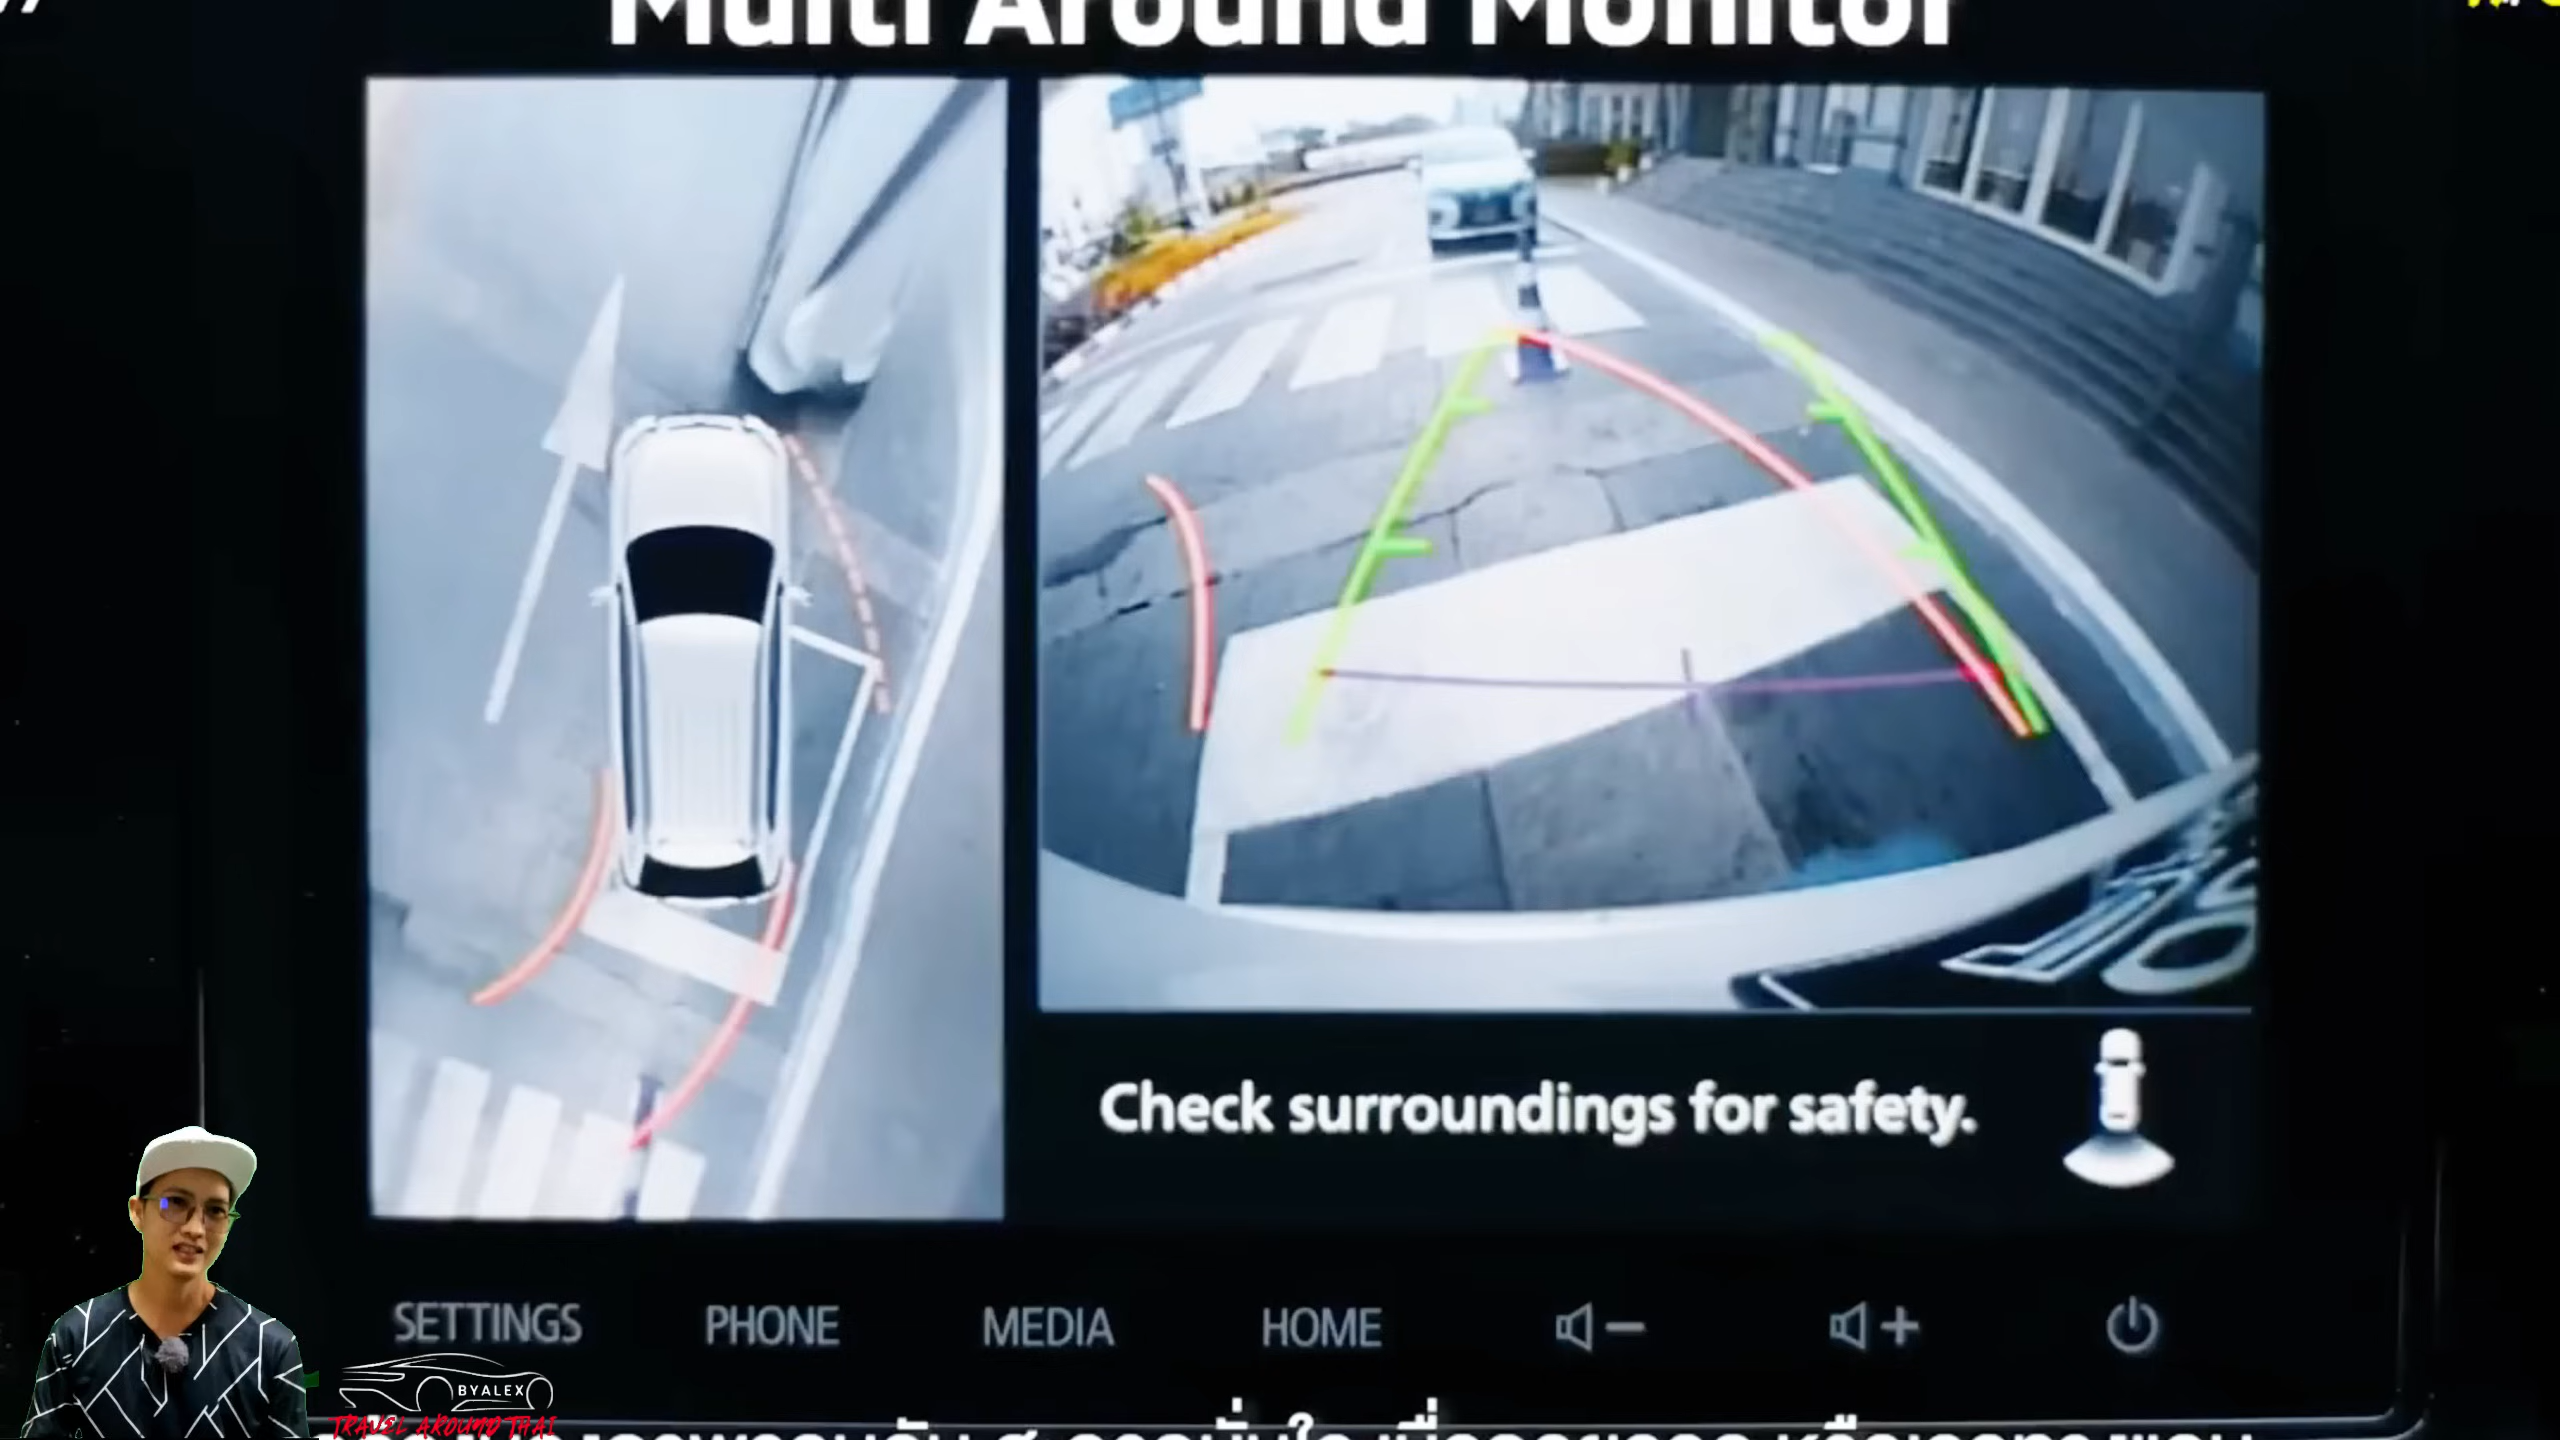 Multi Around Monitor
Check surroundings for safety.
SETTINGS PHONE MEDIA HOME
BYALEX
TRAVEL AROUND THAI